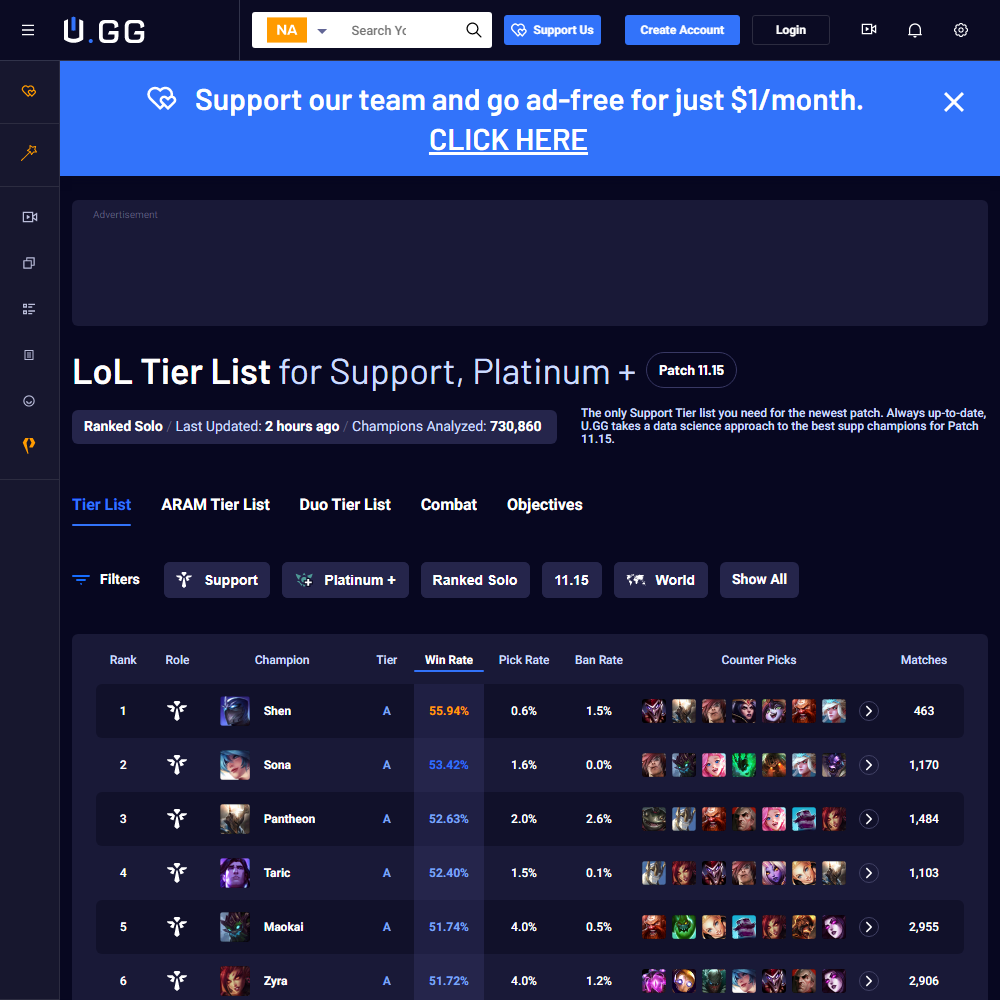 U.GG
NA
Search Yo
Support Us
Create Account
Login
Support our team and go ad-free for just $1/month.
CLICK HERE
Advertisement
LoL Tier List for Support, Platinum + Patch 11.15
Ranked Solo / Last Updated: 2 hours ago / Champions Analyzed: 730,860
The only Support Tier list you need for the newest patch. Always up-to-date,
U.GG takes a data science approach to the best supp champions for Patch
11.15.
Tier List ARAM Tier List Duo Tier List Combat Objectives
Filters Support Platinum + Ranked Solo 11.15 World Show All
Rank Role Champion Tier Win Rate Pick Rate Ban Rate Counter Picks Matches
1 Shen A 55.94% 0.6% 1.5% 463
2 Sona A 53.42% 1.6% 0.0% 1,170
3 Pantheon A 52.63% 2.0% 2.6% 1,484
4 Taric A 52.40% 1.5% 0.1% 1,103
5 Maokai A 51.74% 4.0% 0.5% 2,955
6 Zyra A 51.72% 4.0% 1.2% 2,906